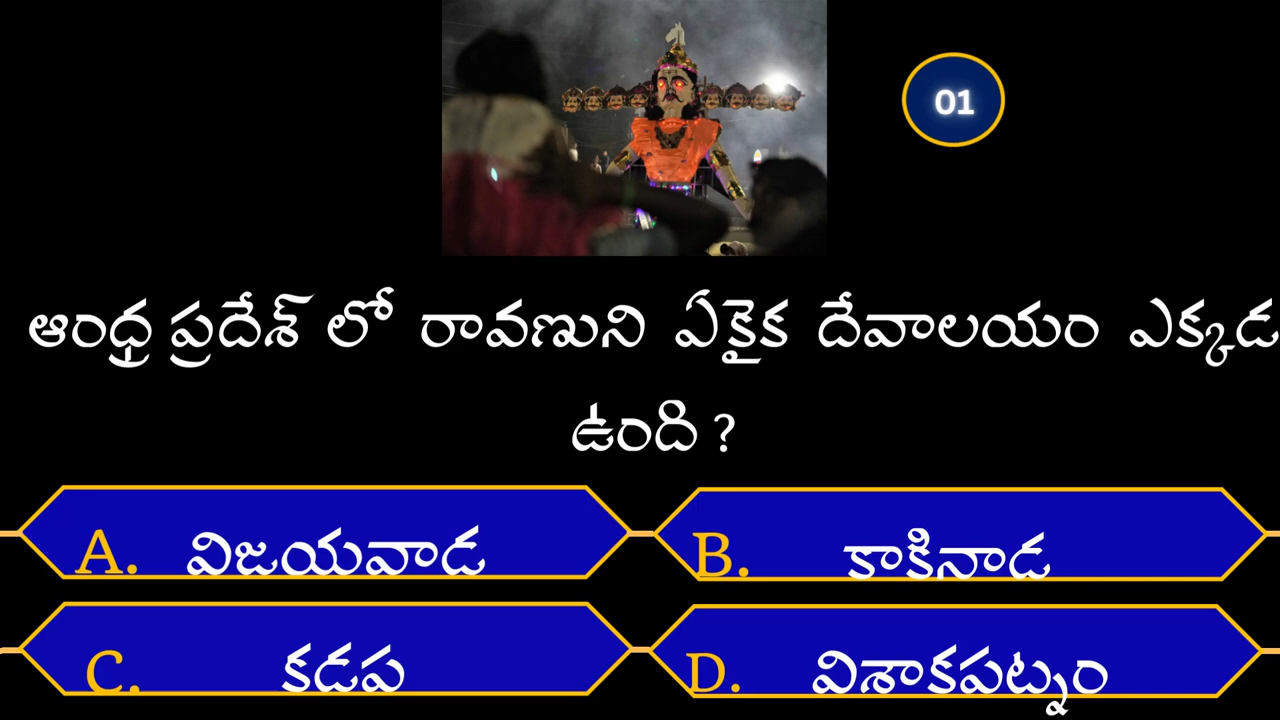 01
ఆంధ్ర ప్రదేశ్ లో రావణుని ఏకైక దేవాలయం ఎక్కడ
ఉంది ?
A. విజయవాడ
B. కాకినాడ
C. కడప
D. విశాకపట్నం